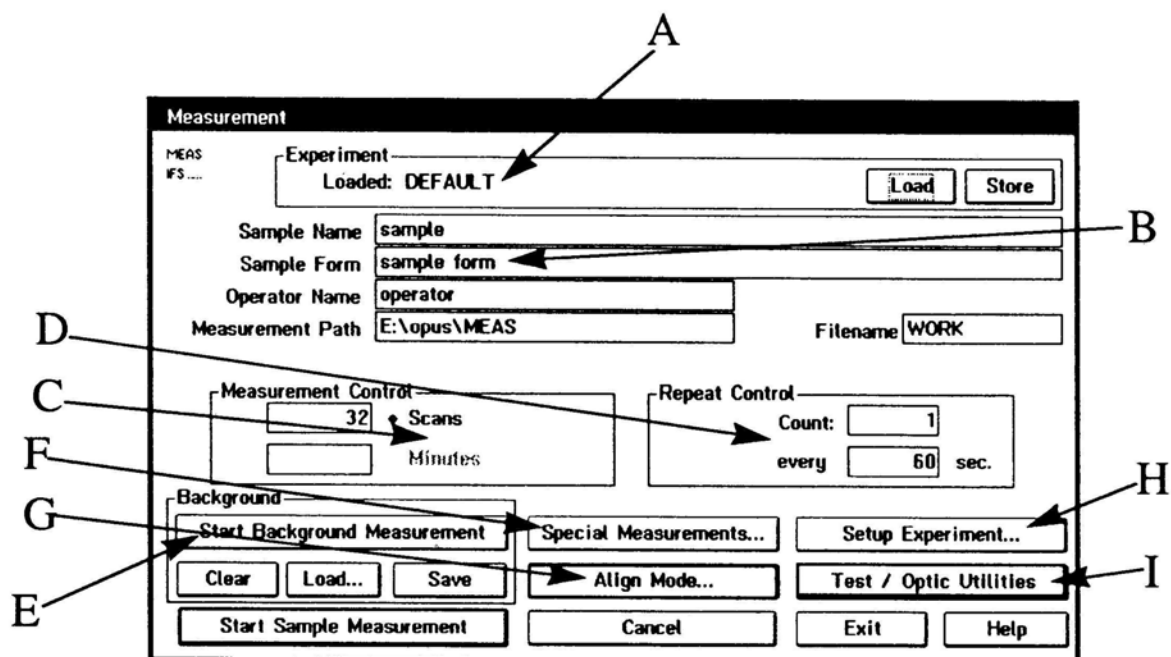 A
Measurement
MEAS
IFS....
Experiment
Loaded: DEFAULT
Load
Store
B
Sample Name
sample
Sample Form
sample form
Operator Name
operator
D
Measurement Path
E:\opus\MEAS
Filename
WORK
C
Measurement Control
32
Scans
Minutes
Repeat Control
Count:
1
every
60
sec.
F
H
G
Background
Start Background Measurement
Special Measurements...
Setup Experiment...
E
Clear
Load...
Save
Align Mode...
Test / Optic Utilities
I
Start Sample Measurement
Cancel
Exit
Help